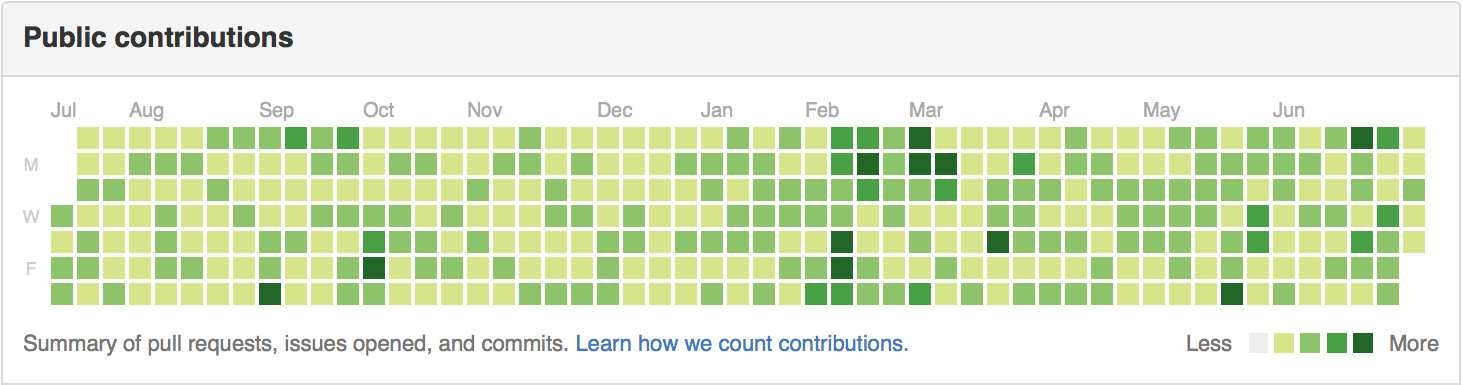 Public contributions
Jul Aug Sep Oct Nov Dec Jan Feb Mar Apr May Jun
M
W
F
Summary of pull requests, issues opened, and commits. Learn how we count contributions. Less More